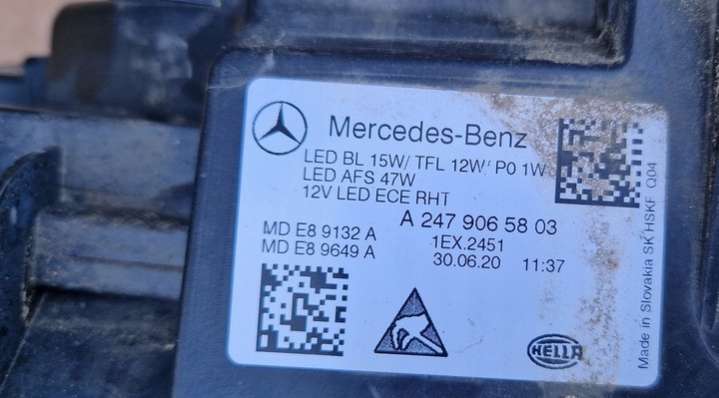 Mercedes-Benz
LED BL 15W/ TFL 12W/ P0 1W
LED AFS 47W
12V LED ECE RHT
A 247 906 58 03
MD E8 9132 A
1EX.2451
MD E8 9649 A
30.06.20 11:37
HELLA
Made in Slovakia SK HSKF Q04